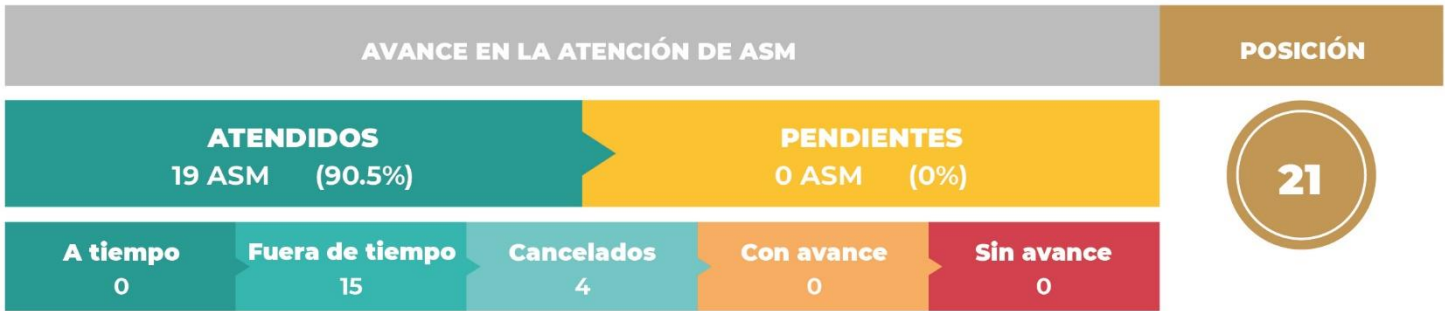 AVANCE EN LA ATENCIÓN DE ASM
POSICIÓN
ATENDIDOS
19 ASM (90.5%)
PENDIENTES
0 ASM (0%)
21
A tiempo
0
Fuera de tiempo
15
Cancelados
4
Con avance
0
Sin avance
0